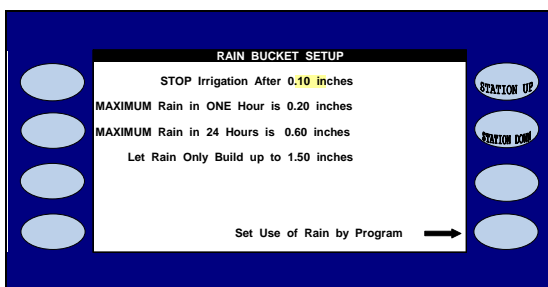 RAIN BUCKET SETUP
STOP Irrigation After 0.10 inches
STATION UP
MAXIMUM Rain in ONE Hour is 0.20 inches
MAXIMUM Rain in 24 Hours is 0.60 inches
STATION DOWN
Let Rain Only Build up to 1.50 inches
Set Use of Rain by Program